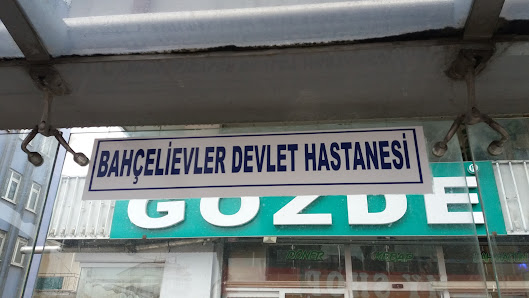 BAHÇELİEVLER DEVLET HASTANESİ
GÖZDE